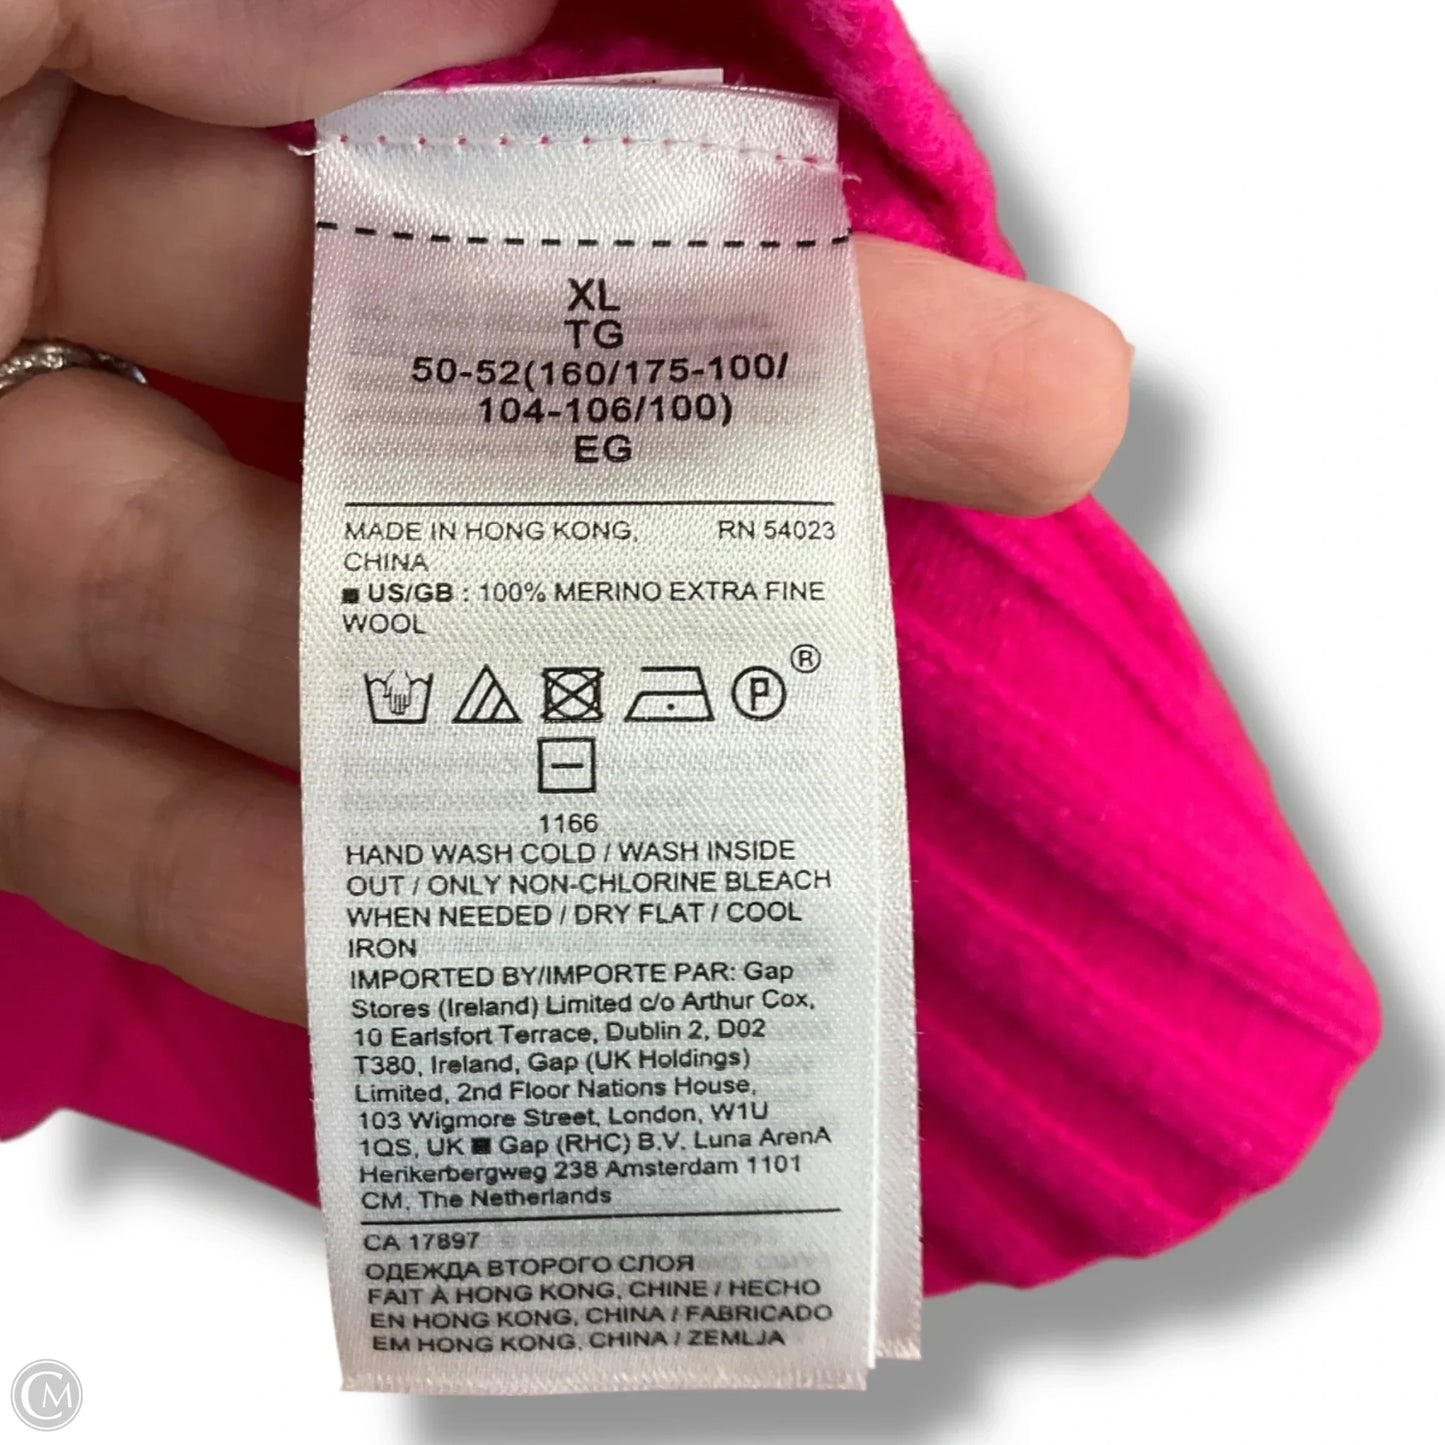 XL
TG
50-52(160/175-100/
104-106/100)
EG
MADE IN HONG KONG, RN 54023
CHINA
■ US/GB : 100% MERINO EXTRA FINE
WOOL
®
P
1166
HAND WASH COLD / WASH INSIDE
OUT / ONLY NON-CHLORINE BLEACH
WHEN NEEDED / DRY FLAT / COOL
IRON
IMPORTED BY/IMPORTE PAR: Gap
Stores (Ireland) Limited c/o Arthur Cox,
10 Earlsfort Terrace, Dublin 2, D02
T380, Ireland, Gap (UK Holdings)
Limited, 2nd Floor Nations House,
103 Wigmore Street, London, W1U
1QS, UK ■ Gap (RHC) B.V. Luna ArenA
Herikerbergweg 238 Amsterdam 1101
CM, The Netherlands
CA 17897
ОДЕЖДА ВТОРОГО СЛОЯ
FAIT À HONG KONG, CHINE / HECHO
EN HONG KONG, CHINA / FABRICADO
EM HONG KONG, CHINA / ZEMLJA
CM